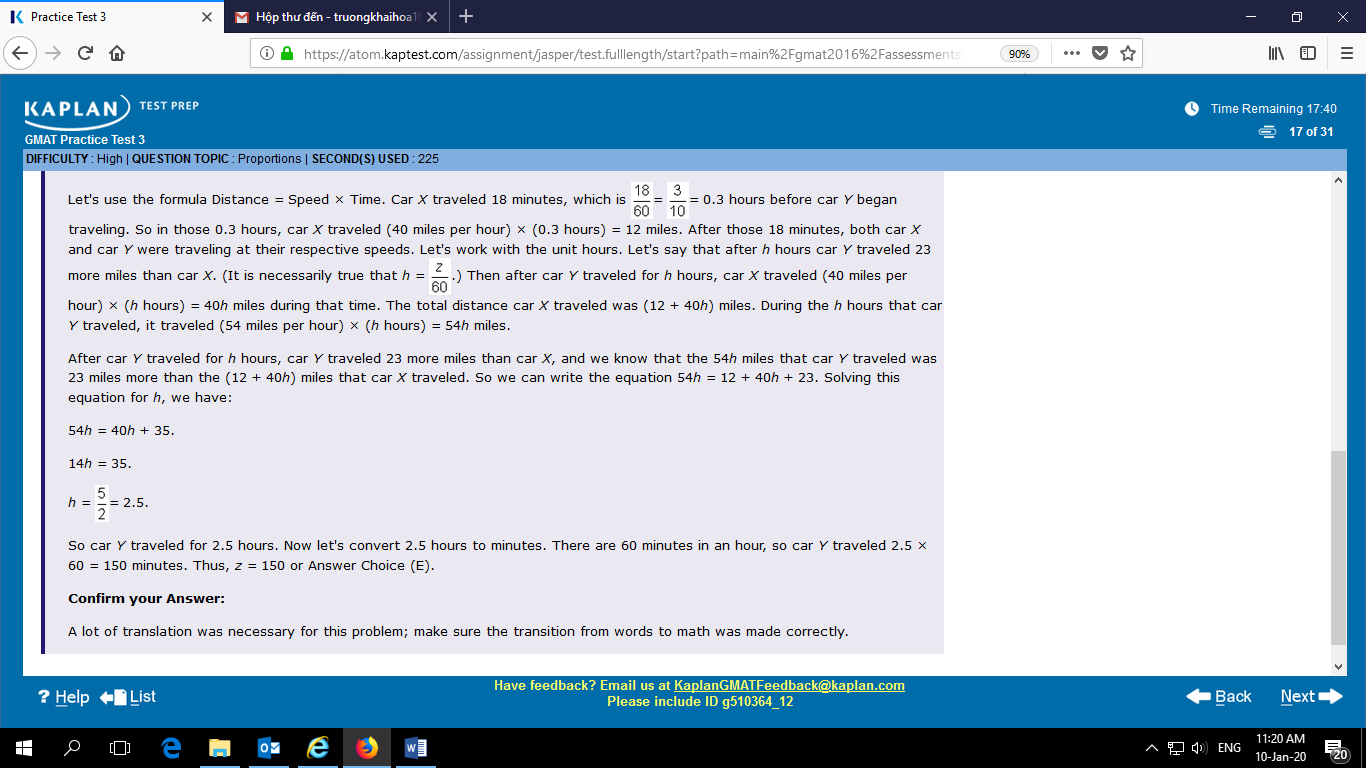 Practice Test 3
Hộp thư đến - truongkhaihoa1
https://atom.kaptest.com/assignment/jasper/test.fulllength/start?path=main%2Fgmat2016%2Fassessments
90%
KAPLAN TEST PREP
Time Remaining 17:40
GMAT Practice Test 3
17 of 31
DIFFICULTY : High | QUESTION TOPIC : Proportions | SECOND(S) USED : 225
Let's use the formula Distance = Speed × Time. Car X traveled 18 minutes, which is 18/60 = 3/10 = 0.3 hours before car Y began
traveling. So in those 0.3 hours, car X traveled (40 miles per hour) × (0.3 hours) = 12 miles. After those 18 minutes, both car X
and car Y were traveling at their respective speeds. Let's work with the unit hours. Let's say that after h hours car Y traveled 23
more miles than car X. (It is necessarily true that h = z/60.) Then after car Y traveled for h hours, car X traveled (40 miles per
hour) × (h hours) = 40h miles during that time. The total distance car X traveled was (12 + 40h) miles. During the h hours that car
Y traveled, it traveled (54 miles per hour) × (h hours) = 54h miles.
After car Y traveled for h hours, car Y traveled 23 more miles than car X, and we know that the 54h miles that car Y traveled was
23 miles more than the (12 + 40h) miles that car X traveled. So we can write the equation 54h = 12 + 40h + 23. Solving this
equation for h, we have:
54h = 40h + 35.
14h = 35.
h = 5/2 = 2.5.
So car Y traveled for 2.5 hours. Now let's convert 2.5 hours to minutes. There are 60 minutes in an hour, so car Y traveled 2.5 ×
60 = 150 minutes. Thus, z = 150 or Answer Choice (E).
Confirm your Answer:
A lot of translation was necessary for this problem; make sure the transition from words to math was made correctly.
? Help List
Have feedback? Email us at KaplanGMATFeedback@kaplan.com
Please include ID g510364_12
Back Next
ENG
11:20 AM
10-Jan-20
20